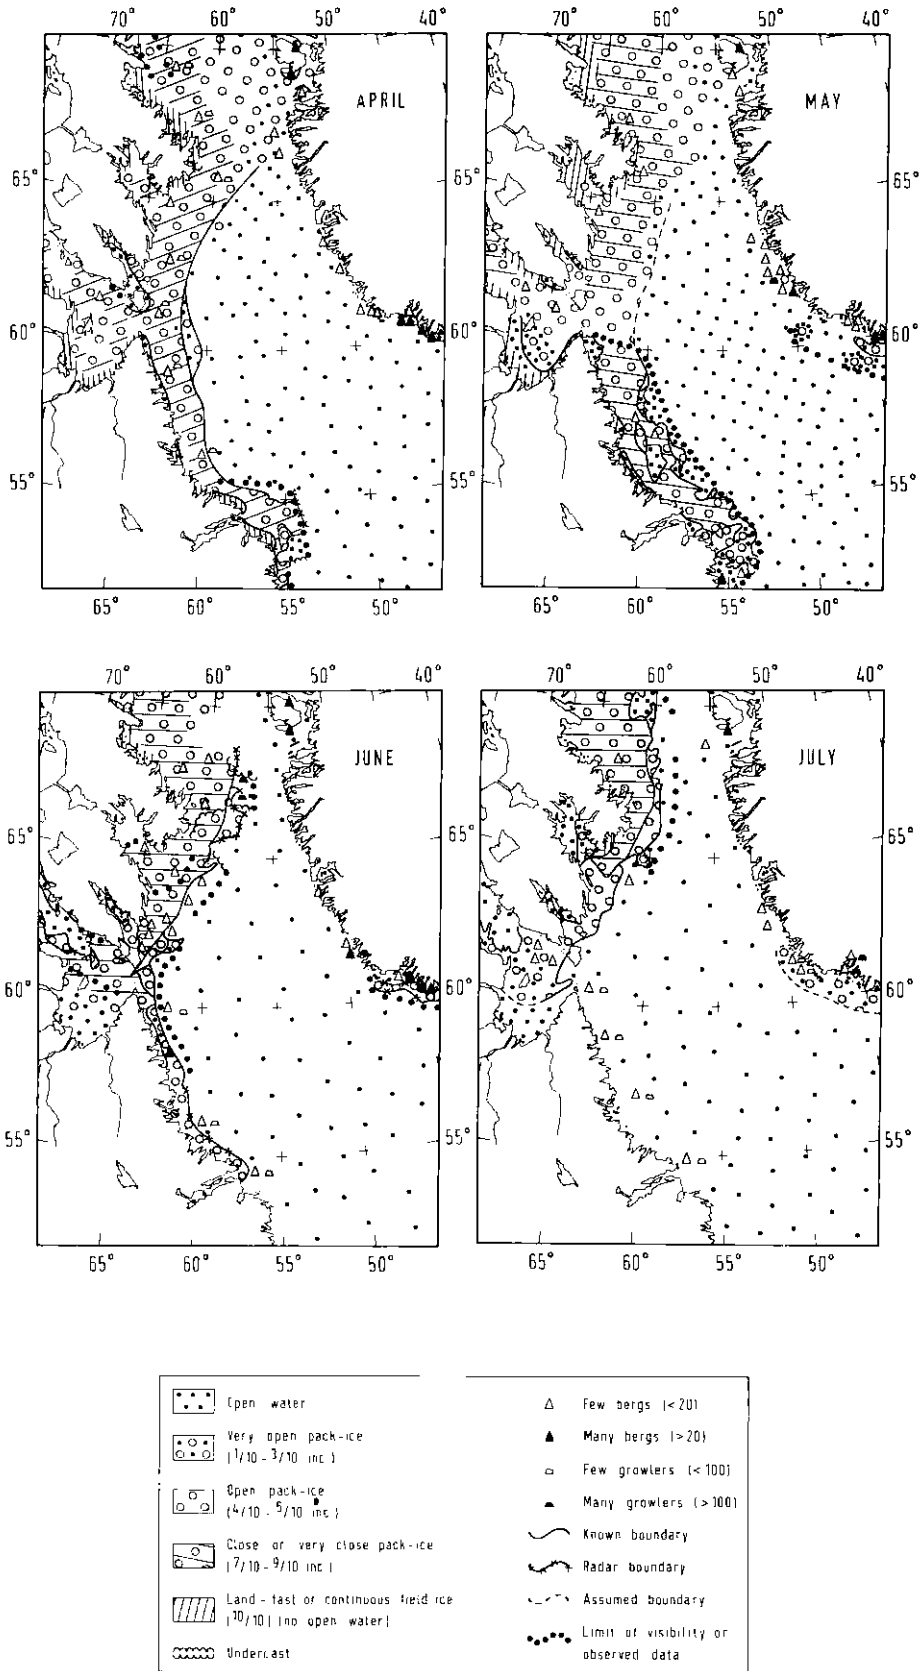 70° 60° 50° 40°
APRIL
65°
60°
55°
65° 60° 55° 50°
70° 60° 50° 40°
MAY
65°
60°
55°
65° 60° 55° 50°
70° 60° 50° 40°
JUNE
65°
60°
55°
65° 60° 55° 50°
70° 60° 50° 40°
JULY
65°
60°
55°
65° 60° 55° 50°
Open water
Very open pack-ice
(1/10 - 3/10 inc)
Open pack-ice
(4/10 - 6/10 inc)
Close or very close pack-ice
(7/10 - 9/10 inc)
Land-fast or continuous field ice
(10/10) (no open water)
Undercast
Few bergs (<20)
Many bergs (>20)
Few growlers (<100)
Many growlers (>100)
Known boundary
Radar boundary
Assumed boundary
Limit of visibility or
observed data